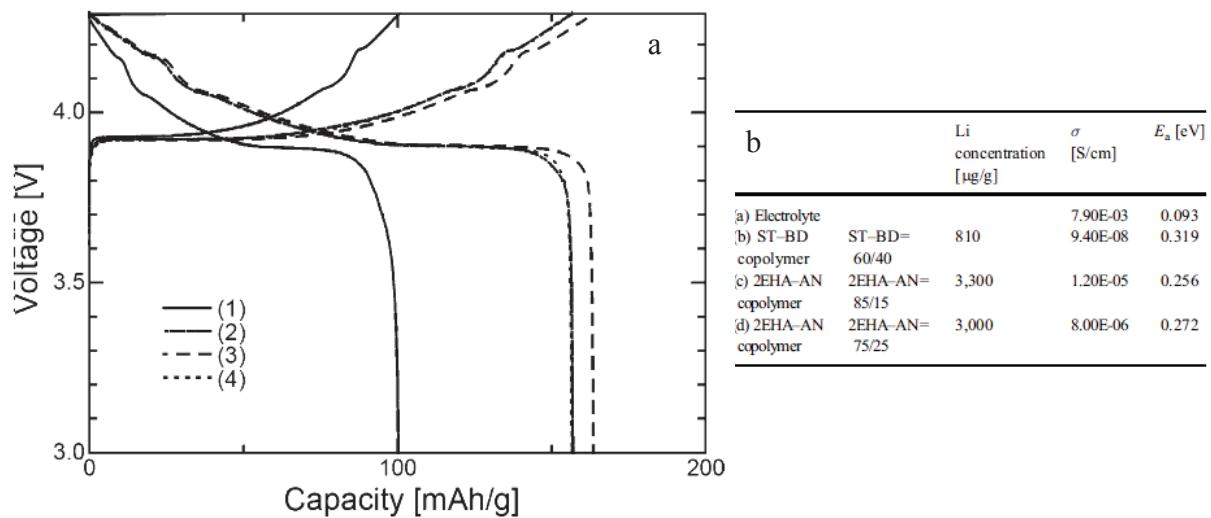 a
4.0
3.5
3.0
Voltage [V]
(1)
(2)
(3)
(4)
0 100 200
Capacity [mAh/g]
b
Li concentration [µg/g] σ [S/cm] Eₐ [eV]
(a) Electrolyte 7.90E-03 0.093
(b) ST–BD copolymer ST–BD= 60/40 810 9.40E-08 0.319
(c) 2EHA–AN copolymer 2EHA–AN= 85/15 3,300 1.20E-05 0.256
(d) 2EHA–AN copolymer 2EHA–AN= 75/25 3,000 8.00E-06 0.272